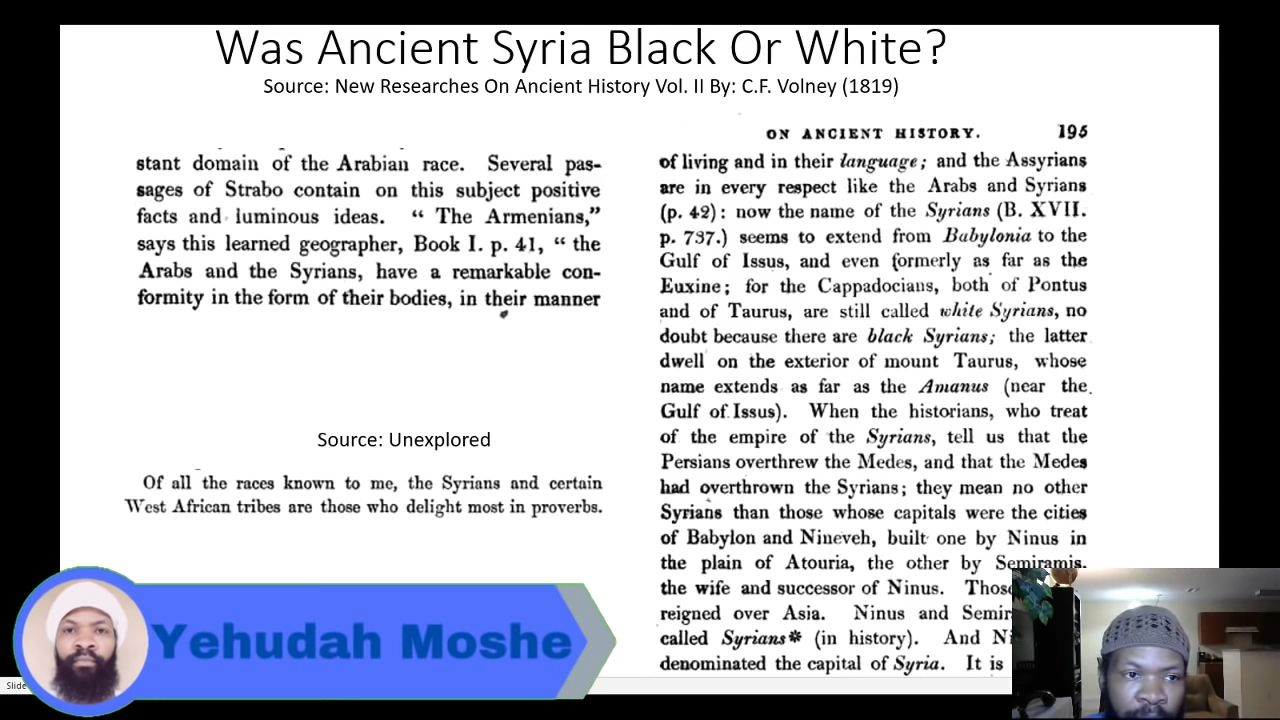 Was Ancient Syria Black Or White?
Source: New Researches On Ancient History Vol. II By: C.F. Volney (1819)
stant domain of the Arabian race. Several pas-
sages of Strabo contain on this subject positive
facts and luminous ideas. “ The Armenians,”
says this learned geographer, Book I. p. 41, “ the
Arabs and the Syrians, have a remarkable con-
formity in the form of their bodies, in their manner
Source: Unexplored
Of all the races known to me, the Syrians and certain
West African tribes are those who delight most in proverbs.
ON ANCIENT HISTORY. 195
of living and in their language; and the Assyrians
are in every respect like the Arabs and Syrians
(p. 42): now the name of the Syrians (B. XVII.
p. 737.) seems to extend from Babylonia to the
Gulf of Issus, and even formerly as far as the
Euxine; for the Cappadocians, both of Pontus
and of Taurus, are still called white Syrians, no
doubt because there are black Syrians; the latter
dwell on the exterior of mount Taurus, whose
name extends as far as the Amanus (near the
Gulf of Issus). When the historians, who treat
of the empire of the Syrians, tell us that the
Persians overthrew the Medes, and that the Medes
had overthrown the Syrians; they mean no other
Syrians than those whose capitals were the cities
of Babylon and Nineveh, built one by Ninus in
the plain of Atouria, the other by Semiramis,
the wife and successor of Ninus.
reigned over Asia. Ninus and
called Syrians* (in history). And
denominated the capital of Syria. It is
Yehudah Moshe
Slide